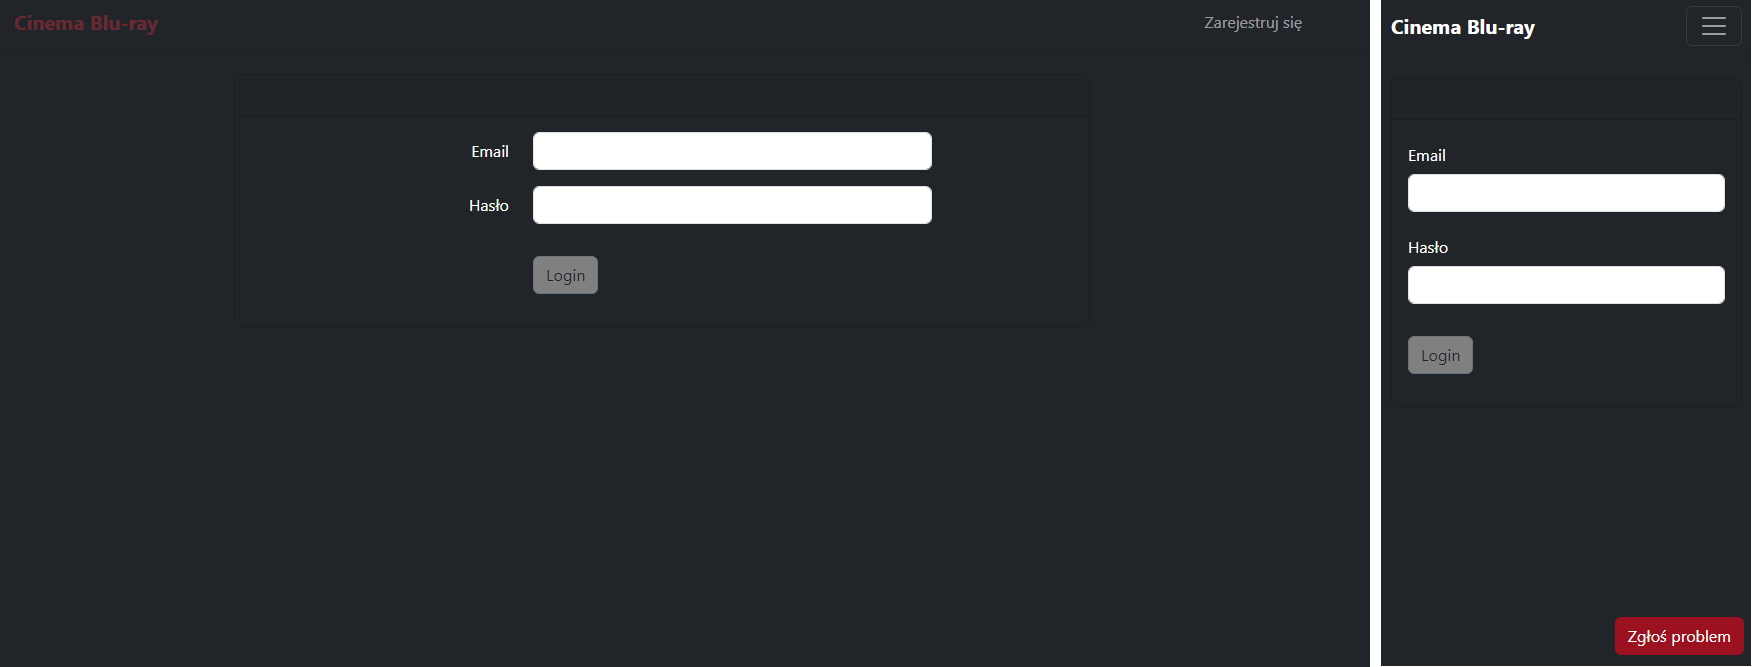 Cinema Blu-ray
Zarejestruj się
Email
Hasło
Login
Cinema Blu-ray
Email
Hasło
Login
Zgłoś problem